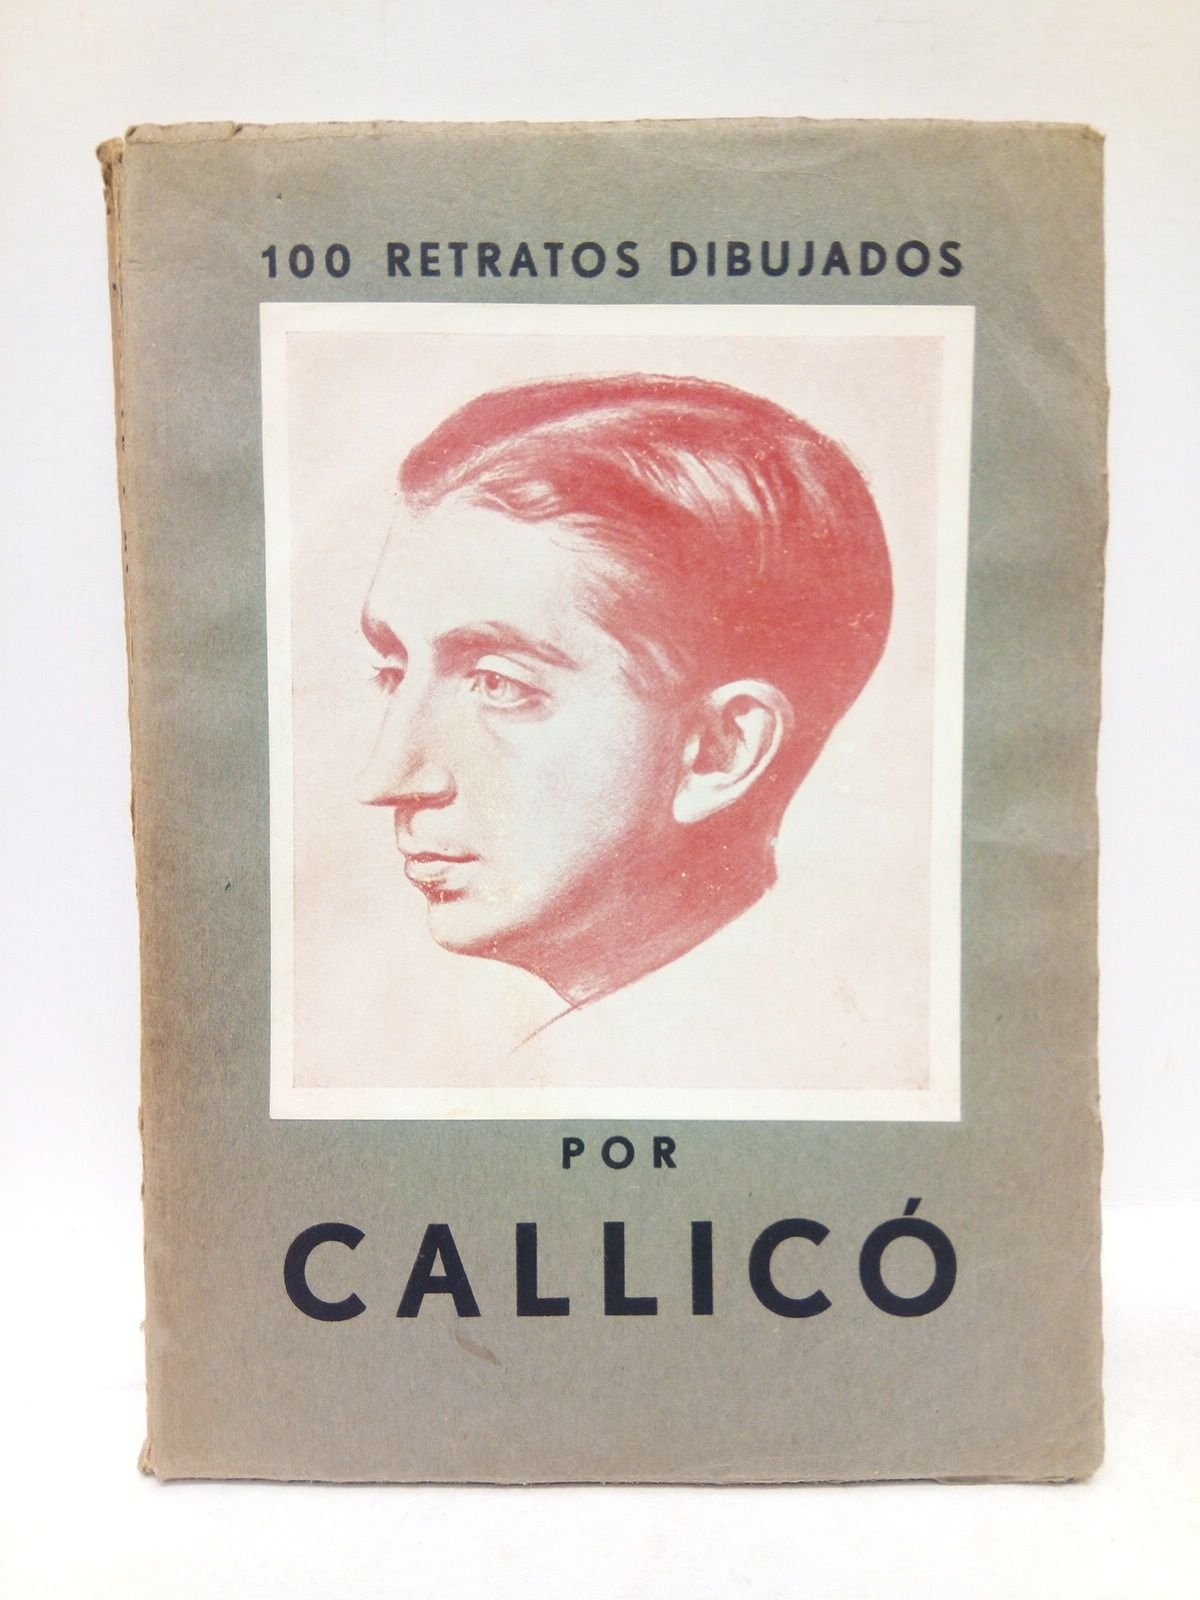 100 RETRATOS DIBUJADOS
POR
CALLICÓ